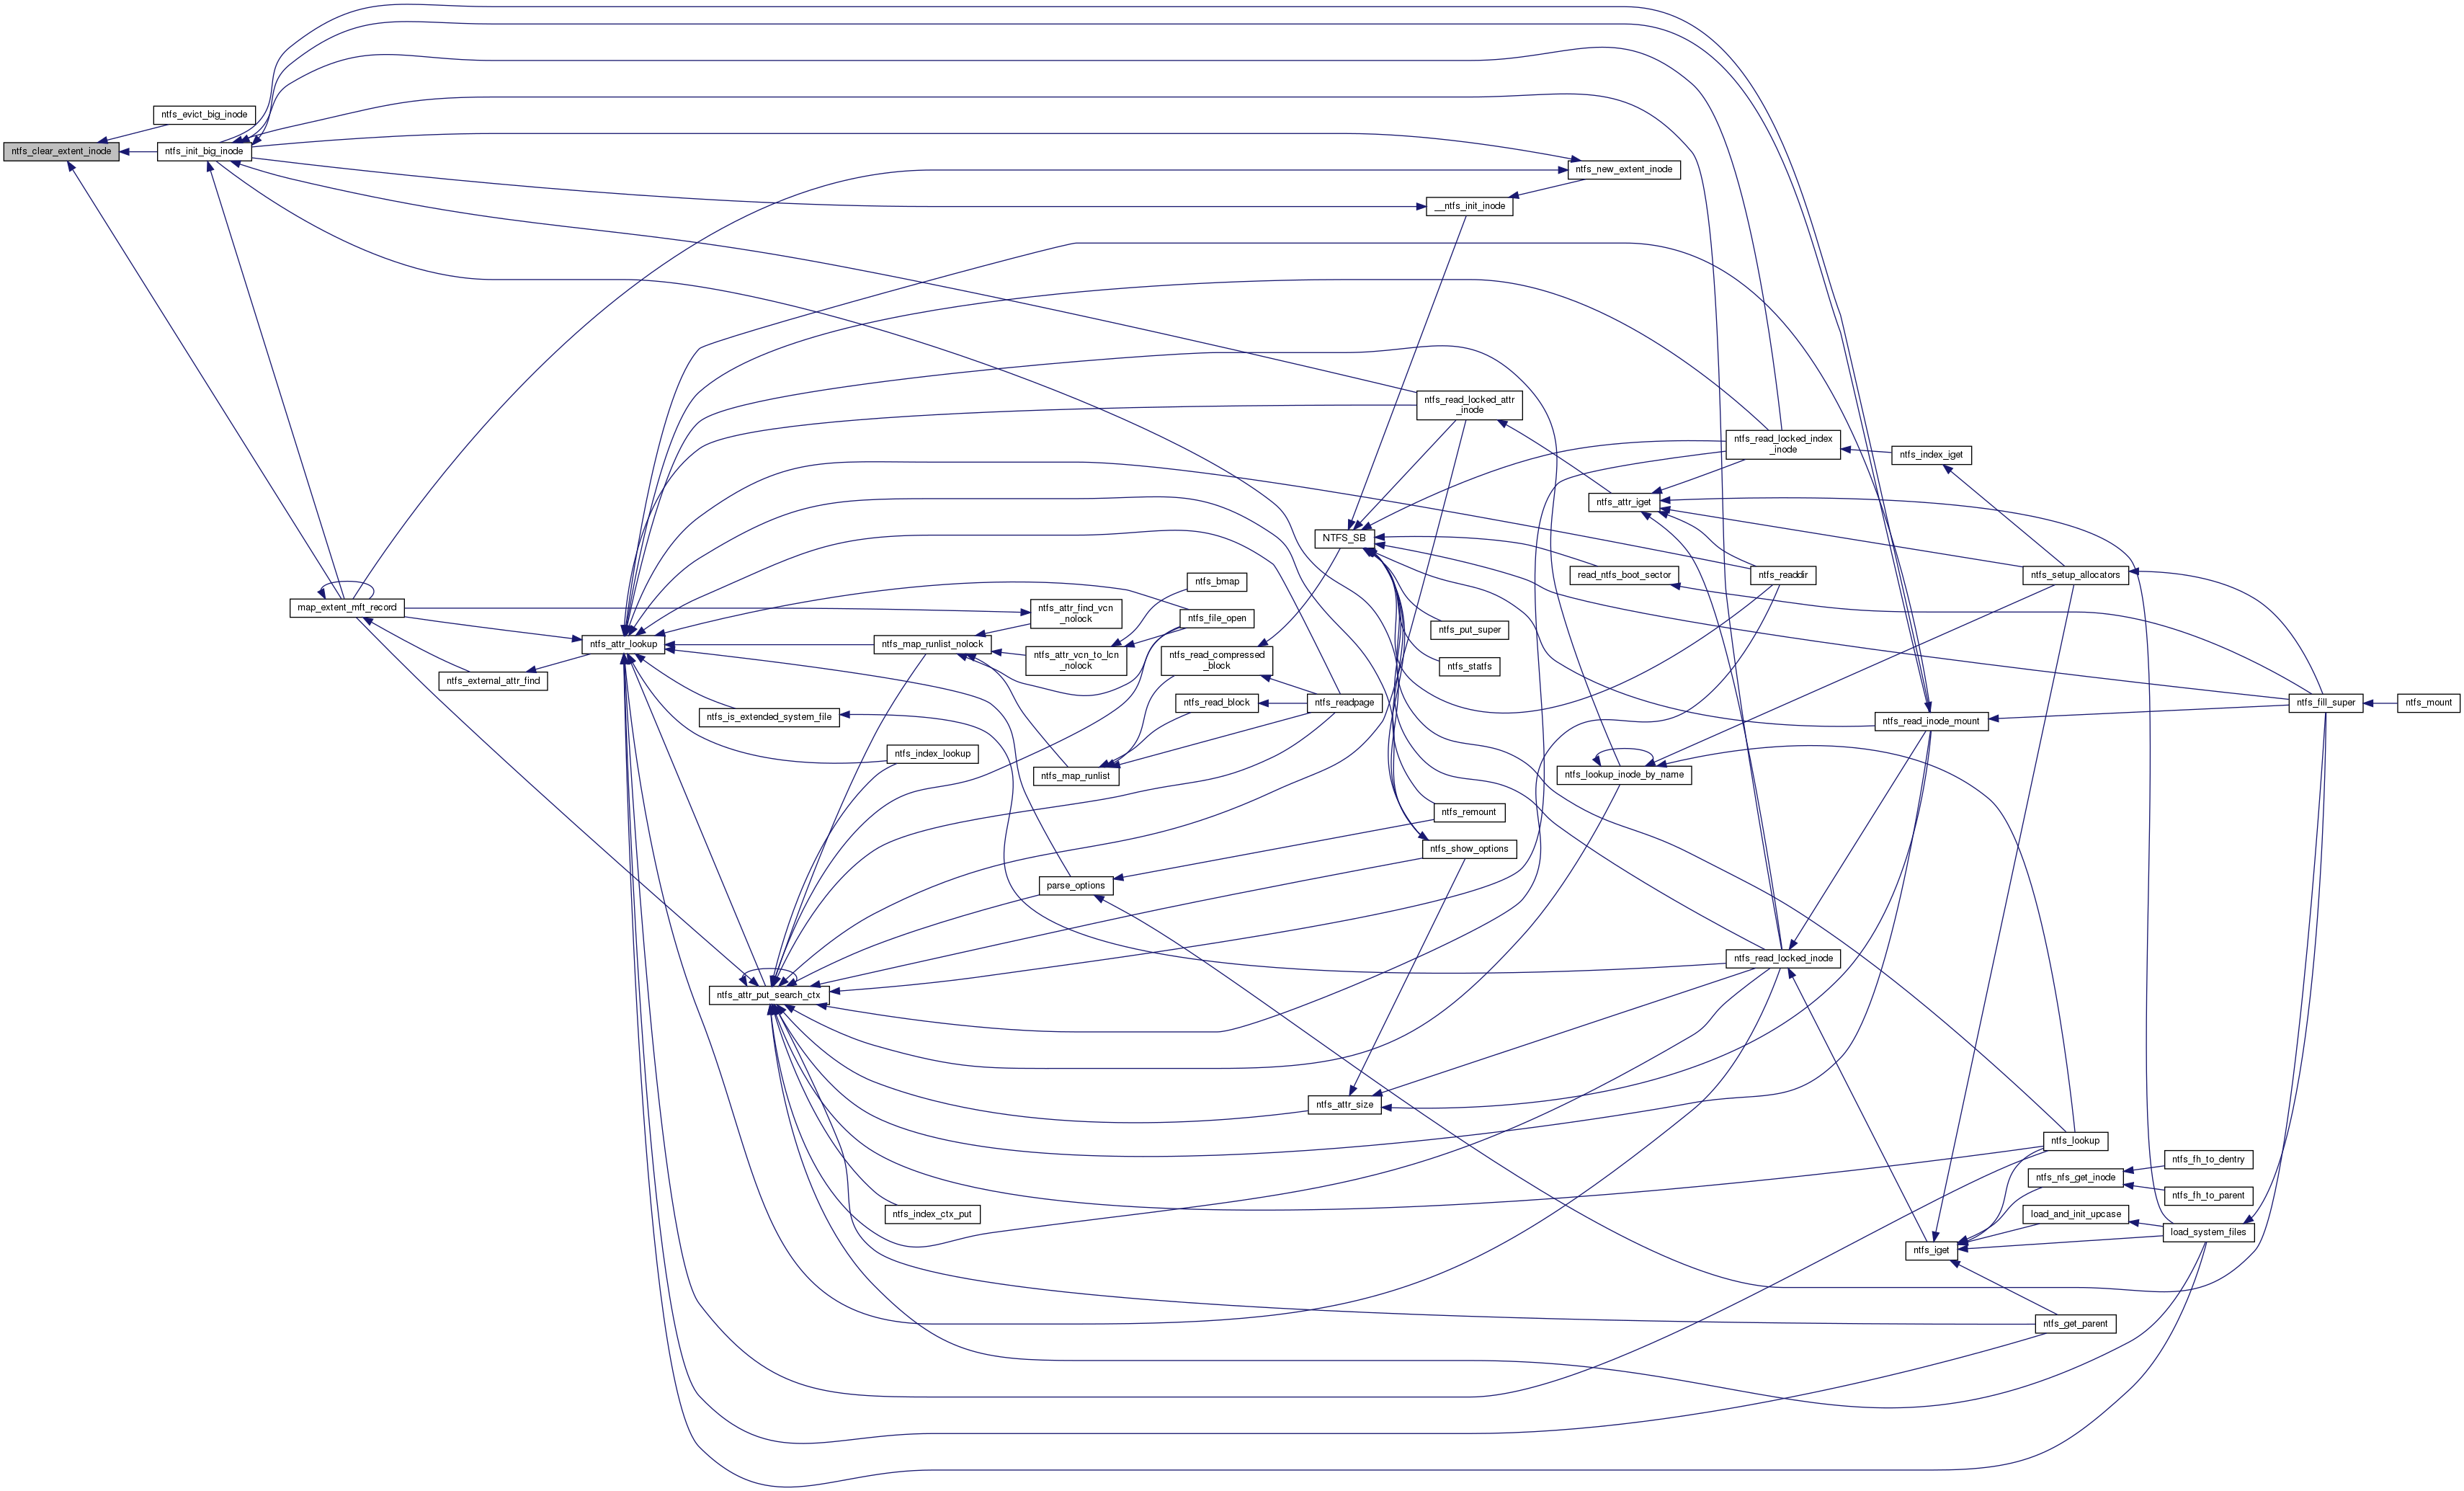 ntfs_evict_big_inode
ntfs_clear_extent_inode
ntfs_init_big_inode
ntfs_new_extent_inode
__ntfs_init_inode
ntfs_read_locked_attr
_inode
ntfs_read_locked_index
_inode
ntfs_index_iget
ntfs_attr_iget
NTFS_SB
read_ntfs_boot_sector
ntfs_readdir
ntfs_setup_allocators
ntfs_bmap
map_extent_mft_record
ntfs_attr_find_vcn
_nolock
ntfs_file_open
ntfs_put_super
ntfs_attr_lookup
ntfs_map_runlist_nolock
ntfs_attr_vcn_to_lcn
_nolock
ntfs_read_compressed
_block
ntfs_statfs
ntfs_external_attr_find
ntfs_read_block
ntfs_readpage
ntfs_fill_super
ntfs_mount
ntfs_is_extended_system_file
ntfs_read_inode_mount
ntfs_index_lookup
ntfs_map_runlist
ntfs_lookup_inode_by_name
ntfs_remount
ntfs_show_options
parse_options
ntfs_read_locked_inode
ntfs_attr_put_search_ctx
ntfs_attr_size
ntfs_lookup
ntfs_fh_to_dentry
ntfs_nfs_get_inode
ntfs_fh_to_parent
ntfs_index_ctx_put
load_and_init_upcase
load_system_files
ntfs_iget
ntfs_get_parent